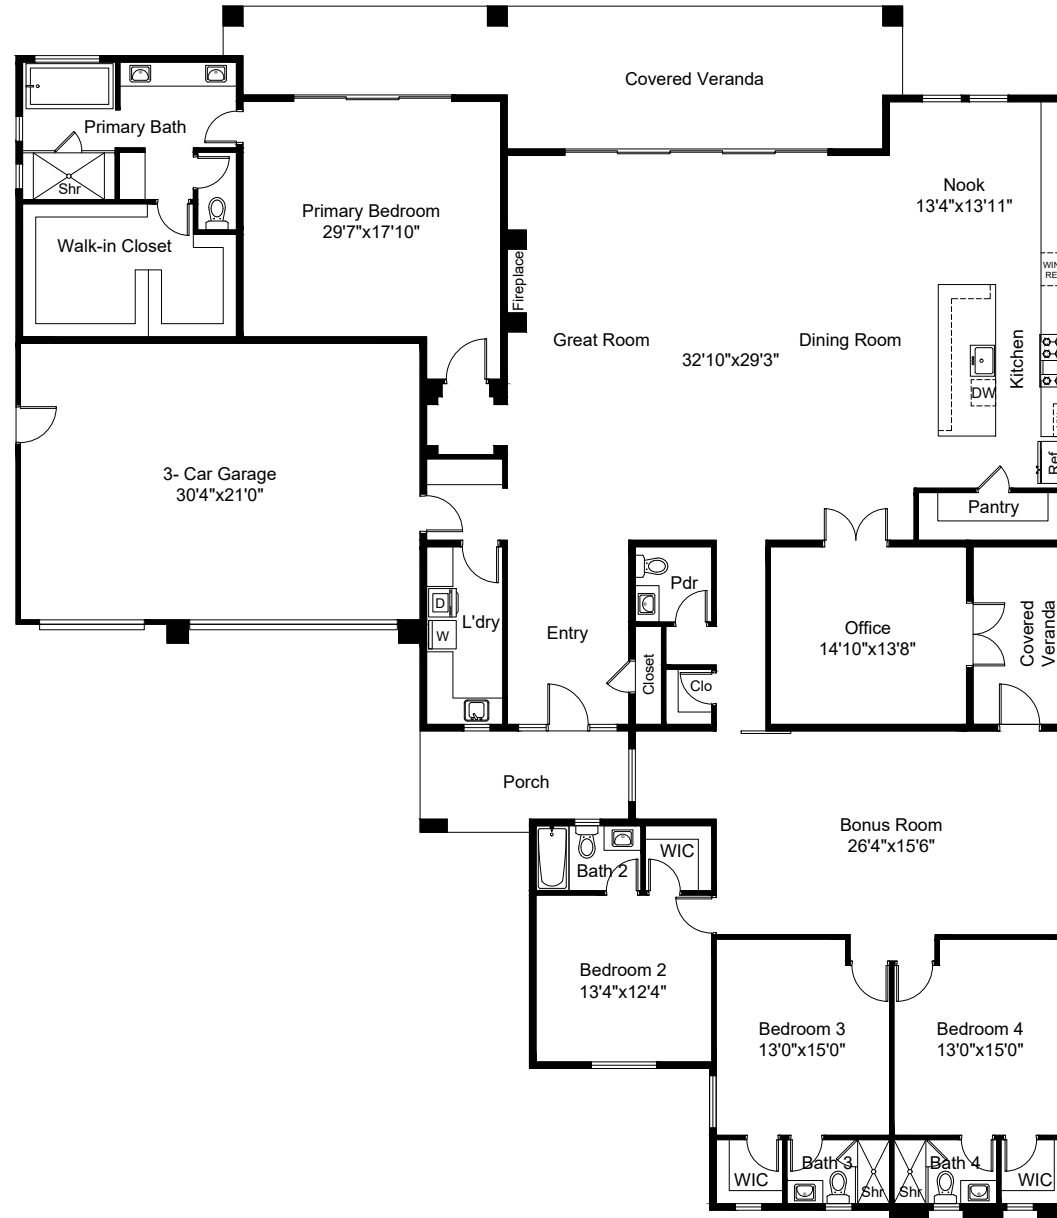 Covered Veranda
Primary Bath
Shr
Walk-in Closet
Primary Bedroom
29'7"x17'10"
Fireplace
Nook
13'4"x13'11"
Great Room
32'10"x29'3"
Dining Room
Kitchen
DW
Ref
Pantry
3- Car Garage
30'4"x21'0"
D
W
L'dry
Entry
Pdr
Closet
Clo
Office
14'10"x13'8"
Covered
Veranda
Porch
Bonus Room
26'4"x15'6"
Bath 2
WIC
Bedroom 2
13'4"x12'4"
Bedroom 3
13'0"x15'0"
Bedroom 4
13'0"x15'0"
WIC
Bath 3
Shr
Shr
Bath 4
WIC